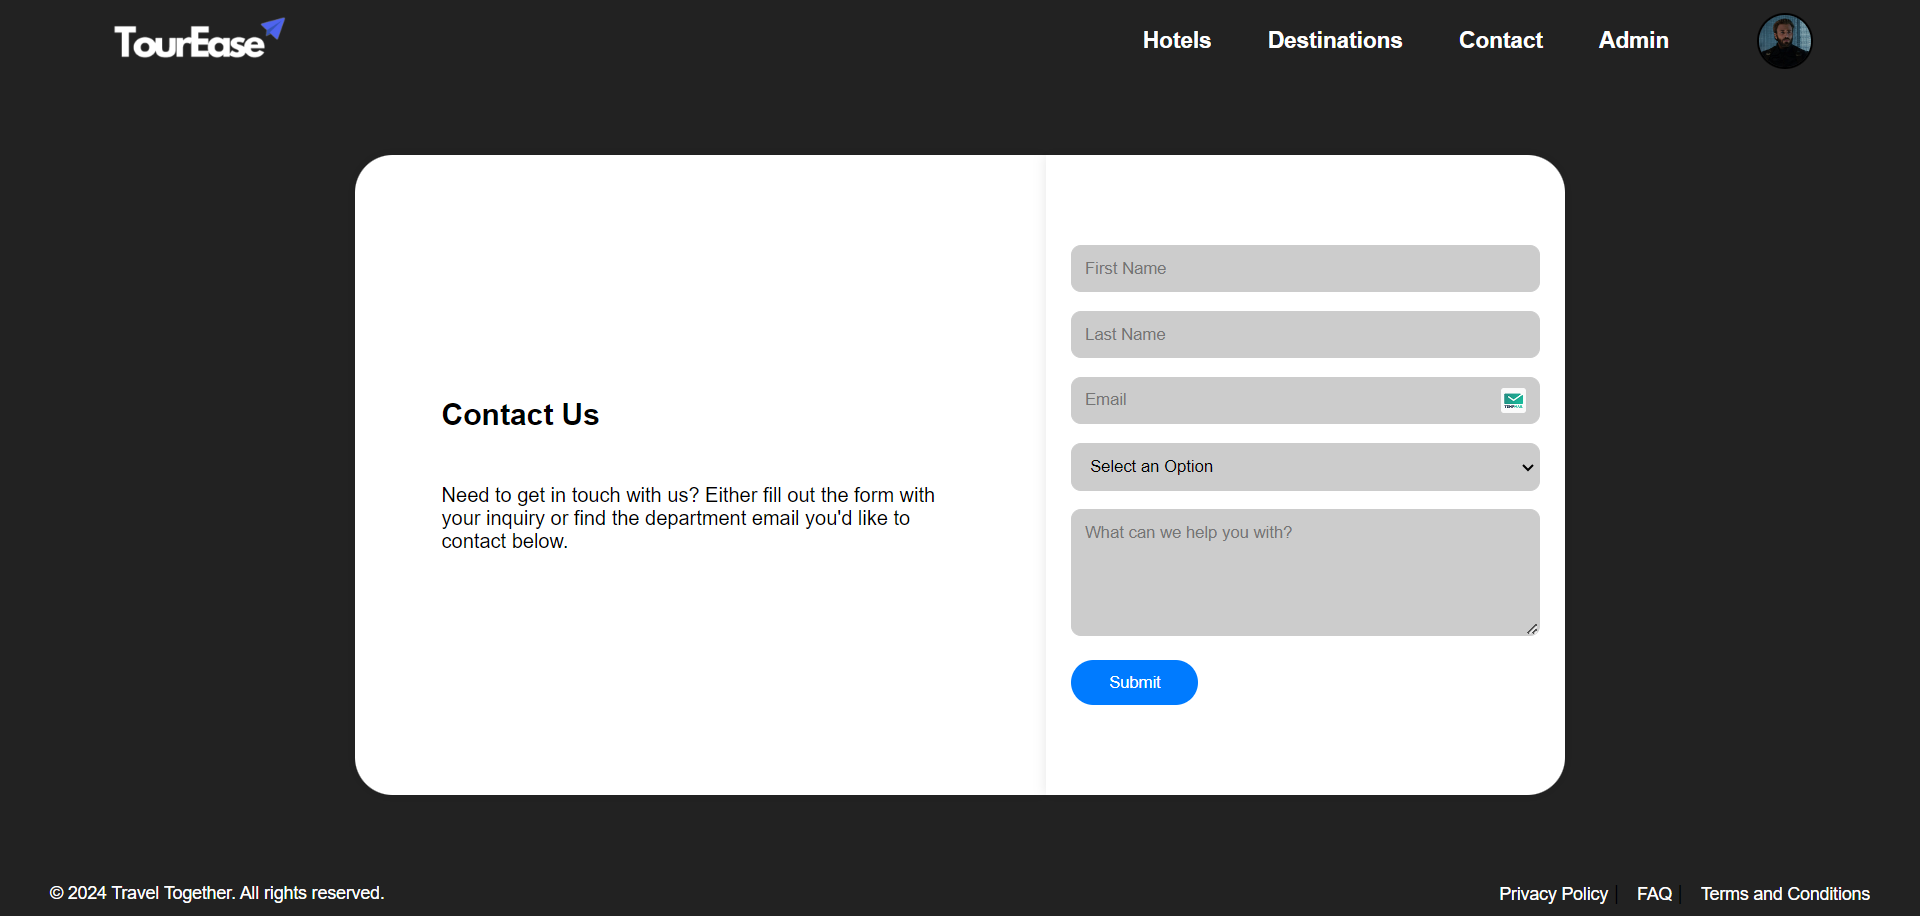 TourEase
Hotels
Destinations
Contact
Admin
Contact Us
Need to get in touch with us? Either fill out the form with
your inquiry or find the department email you'd like to
contact below.
First Name
Last Name
Email
Select an Option
What can we help you with?
Submit
© 2024 Travel Together. All rights reserved.
Privacy Policy
FAQ
Terms and Conditions